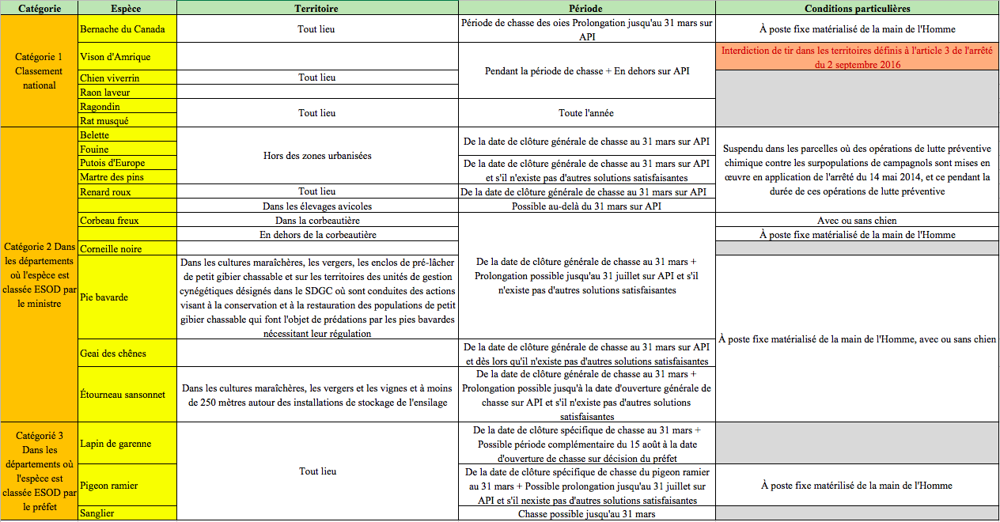 Catégorie Espèce Territoire Période Conditions particulières
Catégorie 1
Classement
national
Bernache du Canada
Tout lieu
Période de chasse des oies Prolongation jusqu'au 31 mars sur
API
À poste fixe matérialisé de la main de l'Homme
Vison d'Amrique
Pendant la période de chasse + En dehors sur API
Interdiction de tir dans les territoires définis à l'article 3 de l'arrêté
du 2 septembre 2016
Chien viverrin
Tout lieu
Raon laveur
Ragondin
Tout lieu
Toute l'année
Rat musqué
Catégorie 2 Dans
les départements
où l'espèce est
classée ESOD par
le ministre
Belette
Hors des zones urbanisées
De la date de clôture générale de chasse au 31 mars sur API
Suspendu dans les parcelles où des opérations de lutte préventive
chimique contre les surpopulations de campagnols sont mises en
œuvre en application de l'arrêté du 14 mai 2014, et ce pendant la
durée de ces opérations de lutte préventive
Fouine
Putois d'Europe
De la date de clôture générale de chasse au 31 mars sur API
et s'il n'existe pas d'autres solutions satisfaisantes
Martre des pins
Renard roux
Tout lieu
De la date de clôture générale de chasse au 31 mars sur API
Dans les élevages avicoles
Possible au-delà du 31 mars sur API
Corbeau freux
Dans la corbeautière
De la date de clôture générale de chasse au 31 mars +
Prolongation possible jusqu'au 31 juillet sur API et s'il
n'existe pas d'autres solutions satisfaisantes
Avec ou sans chien
En dehors de la corbeautière
À poste fixe matérialisé de la main de l'Homme
Corneille noire
Pie bavarde
Dans les cultures maraîchères, les vergers, les enclos de pré-lâcher
de petit gibier chassable et sur les territoires des unités de gestion
cynégétiques désignés dans le SDGC où sont conduites des actions
visant à la conservation et à la restauration des populations de petit
gibier chassable qui font l'objet de prédations par les pies bavardes
nécessitant leur régulation
À poste fixe matérialisé de la main de l'Homme, avec ou sans chien
Geai des chênes
De la date de clôture générale de chasse au 31 mars sur API
et dès lors qu'il n'existe pas d'autres solutions satisfaisantes
Étourneau sansonnet
Dans les cultures maraîchères, les vergers et les vignes et à moins
de 250 mètres autour des installations de stockage de l'ensilage
De la date de clôture générale de chasse au 31 mars +
Prolongation possible jusqu'à la date d'ouverture générale de
chasse sur API et s'il n'existe pas d'autres solutions
satisfaisantes
Catégorié 3
Dans les
départements où
l'espèce est
classée ESOD par
le préfet
Lapin de garenne
Tout lieu
De la date de clôture spécifique de chasse au 31 mars +
Possible période complémentaire du 15 août à la date
d'ouverture de chasse sur décision du préfet
Pigeon ramier
De la date de clôture spécifique de chasse du pigeon ramier
au 31 mars + Possible prolongation jusqu'au 31 juillet sur
API et s'il nexiste pas d'autres solutions satisfaisantes
À poste fixe matérilisé de la main de l'Homme
Sanglier
Chasse possible jusqu'au 31 mars